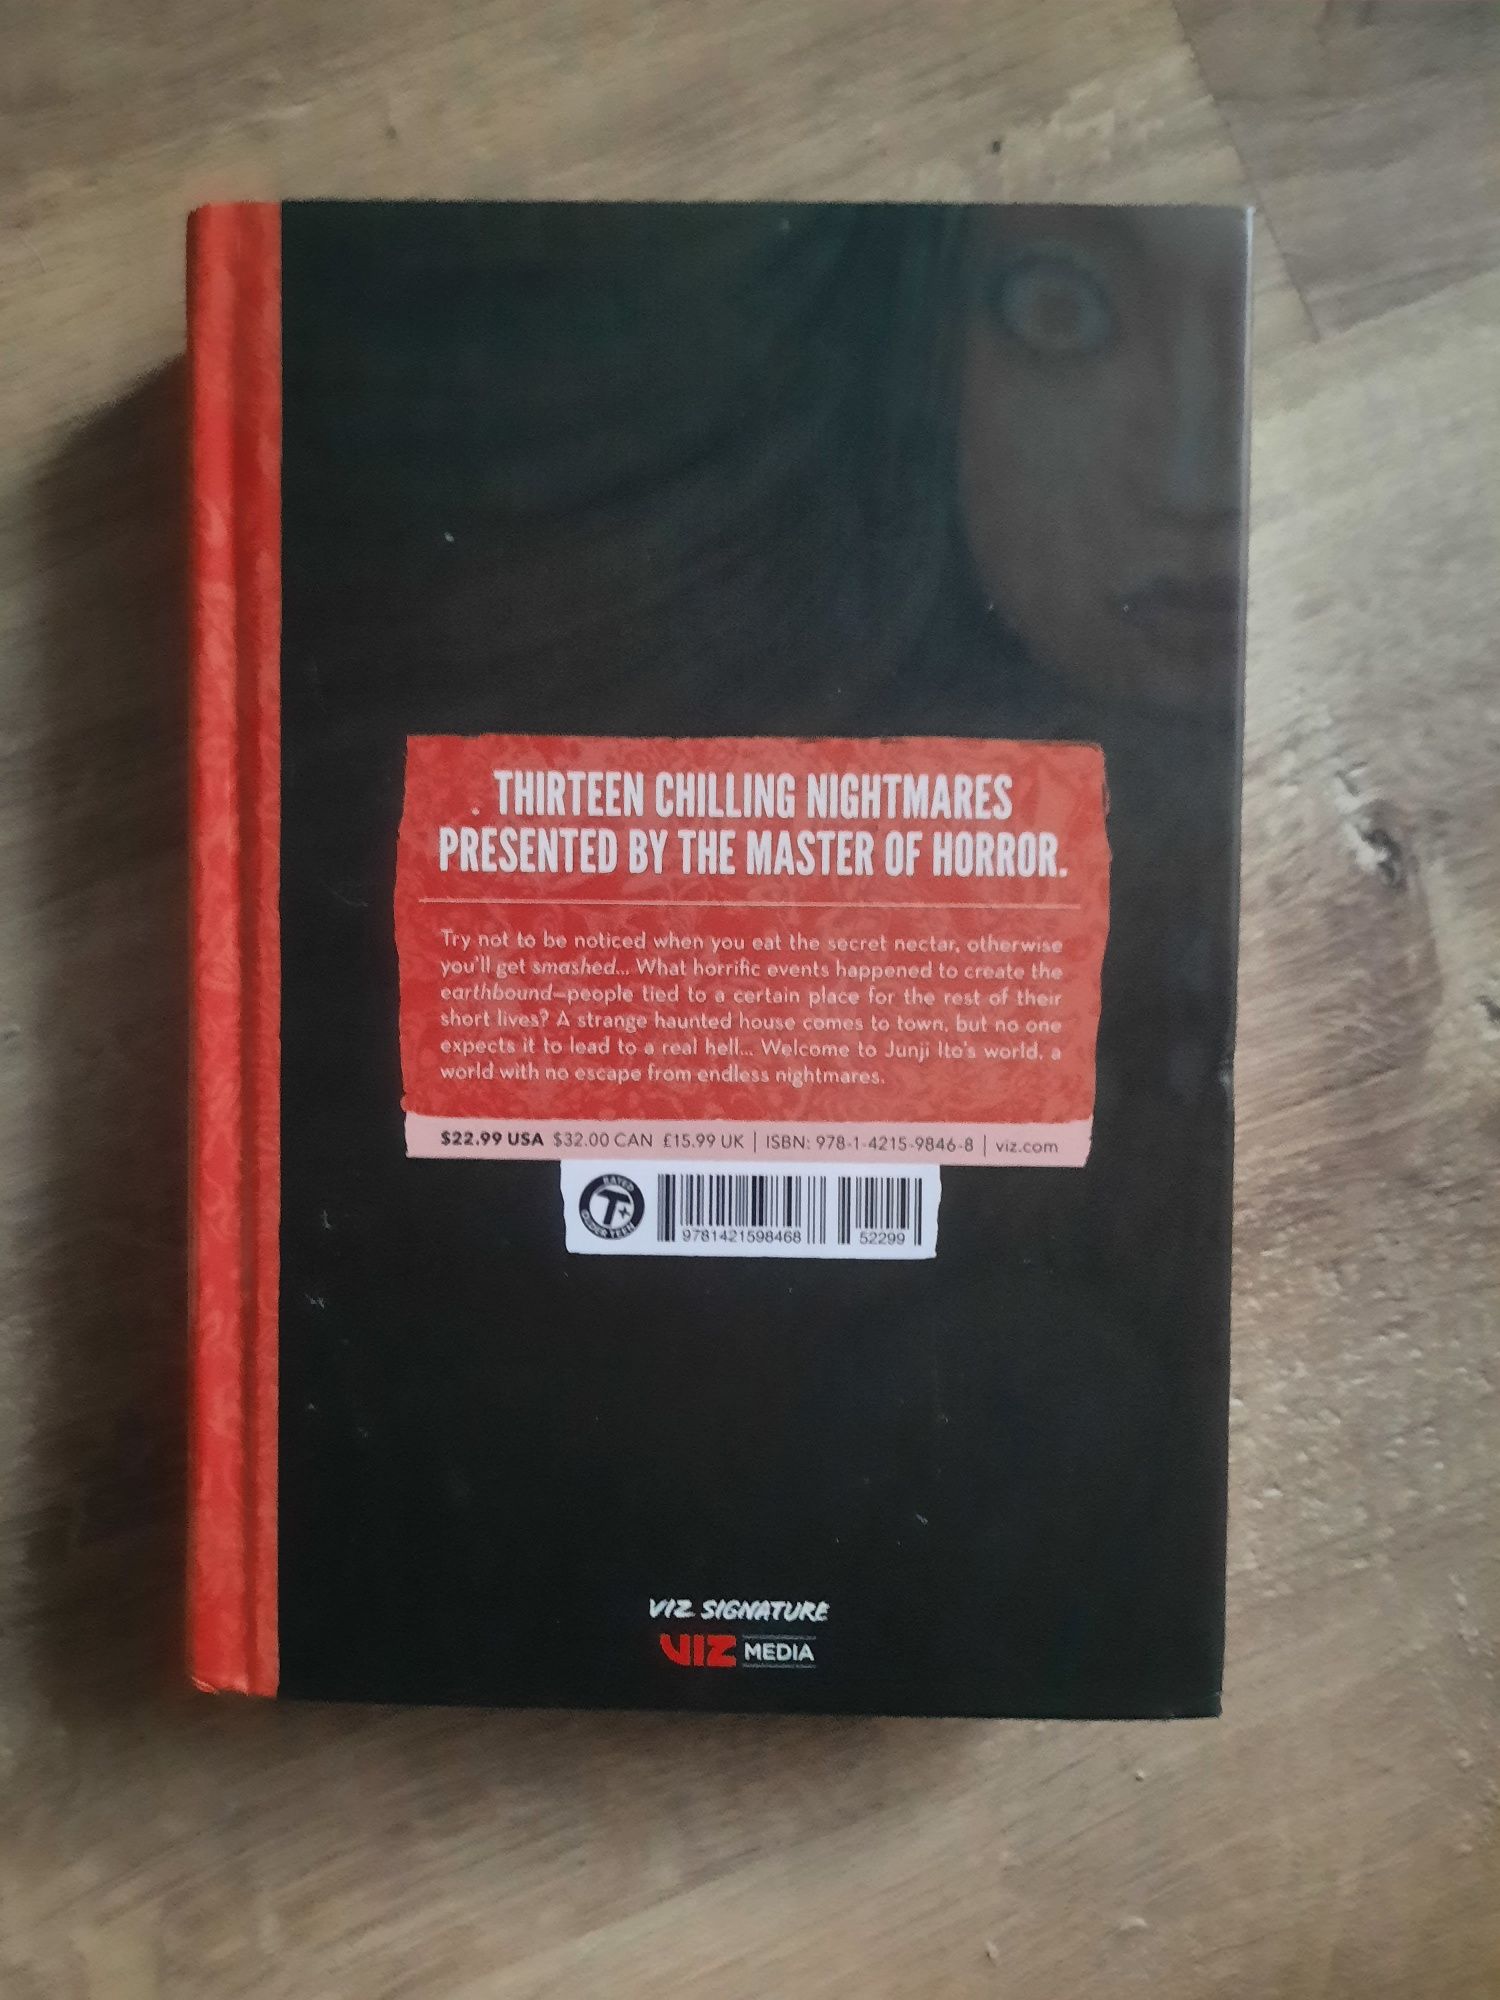 THIRTEEN CHILLING NIGHTMARES
PRESENTED BY THE MASTER OF HORROR.
Try not to be noticed when you eat the secret nectar, otherwise
you'll get smashed... What horrific events happened to create the
earthbound—people tied to a certain place for the rest of their
short lives? A strange haunted house comes to town, but no one
expects it to lead to a real hell... Welcome to Junji Ito's world, a
world with no escape from endless nightmares.
$22.99 USA $32.00 CAN £15.99 UK | ISBN: 978-1-4215-9846-8 | viz.com
RATED
T+
OLDER TEEN
9781421598468
52299
VIZ SIGNATURE
VIZ MEDIA